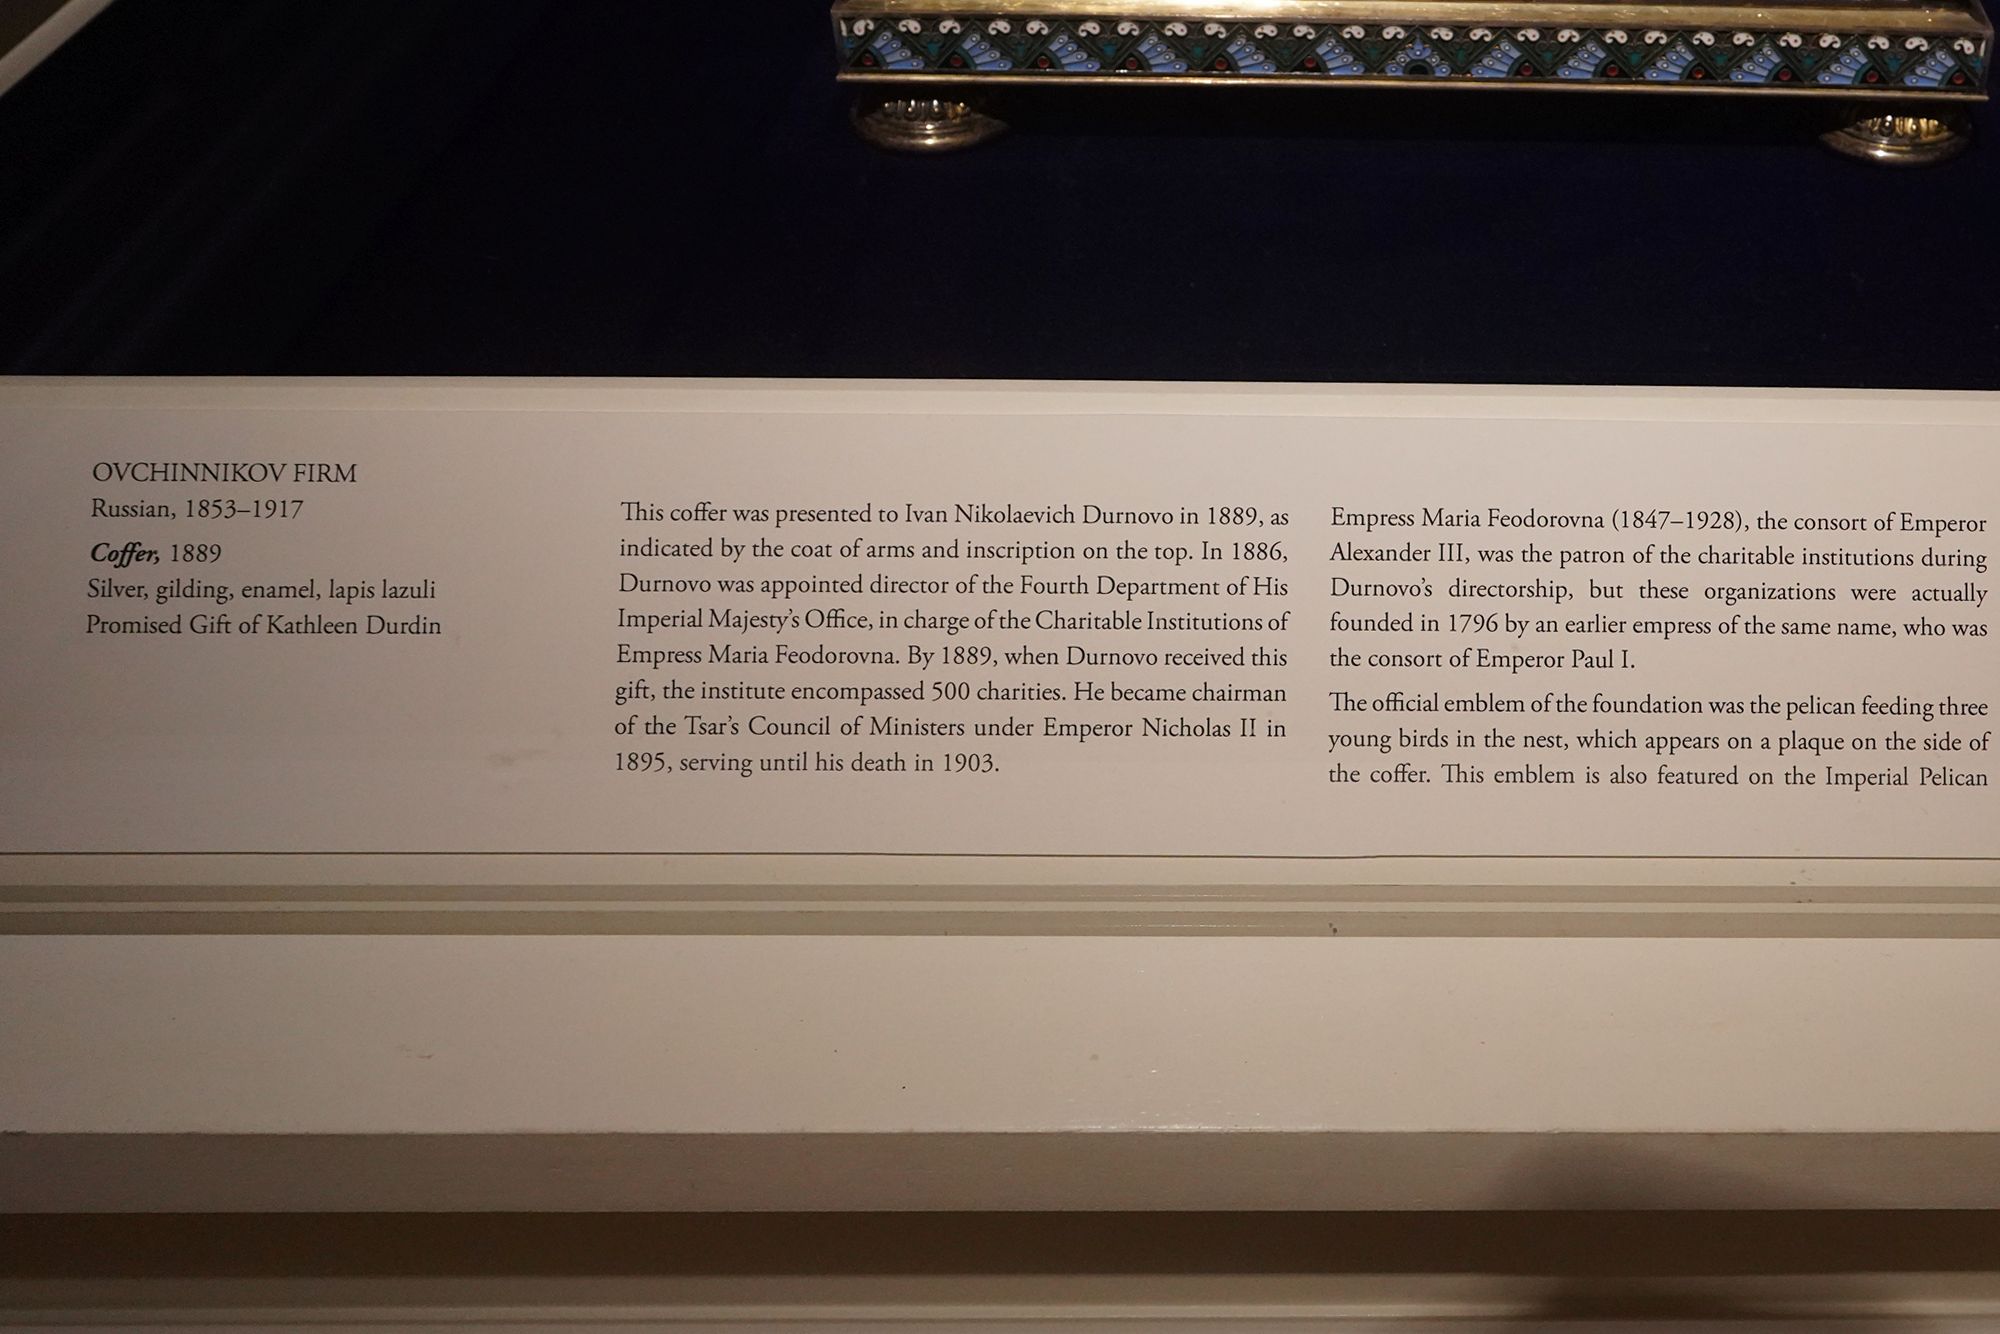 OVCHINNIKOV FIRM
Russian, 1853–1917
Coffer, 1889
Silver, gilding, enamel, lapis lazuli
Promised Gift of Kathleen Durdin
This coffer was presented to Ivan Nikolaevich Durnovo in 1889, as
indicated by the coat of arms and inscription on the top. In 1886,
Durnovo was appointed director of the Fourth Department of His
Imperial Majesty's Office, in charge of the Charitable Institutions of
Empress Maria Feodorovna. By 1889, when Durnovo received this
gift, the institute encompassed 500 charities. He became chairman
of the Tsar's Council of Ministers under Emperor Nicholas II in
1895, serving until his death in 1903.
Empress Maria Feodorovna (1847–1928), the consort of Emperor
Alexander III, was the patron of the charitable institutions during
Durnovo's directorship, but these organizations were actually
founded in 1796 by an earlier empress of the same name, who was
the consort of Emperor Paul I.
The official emblem of the foundation was the pelican feeding three
young birds in the nest, which appears on a plaque on the side of
the coffer. This emblem is also featured on the Imperial Pelican